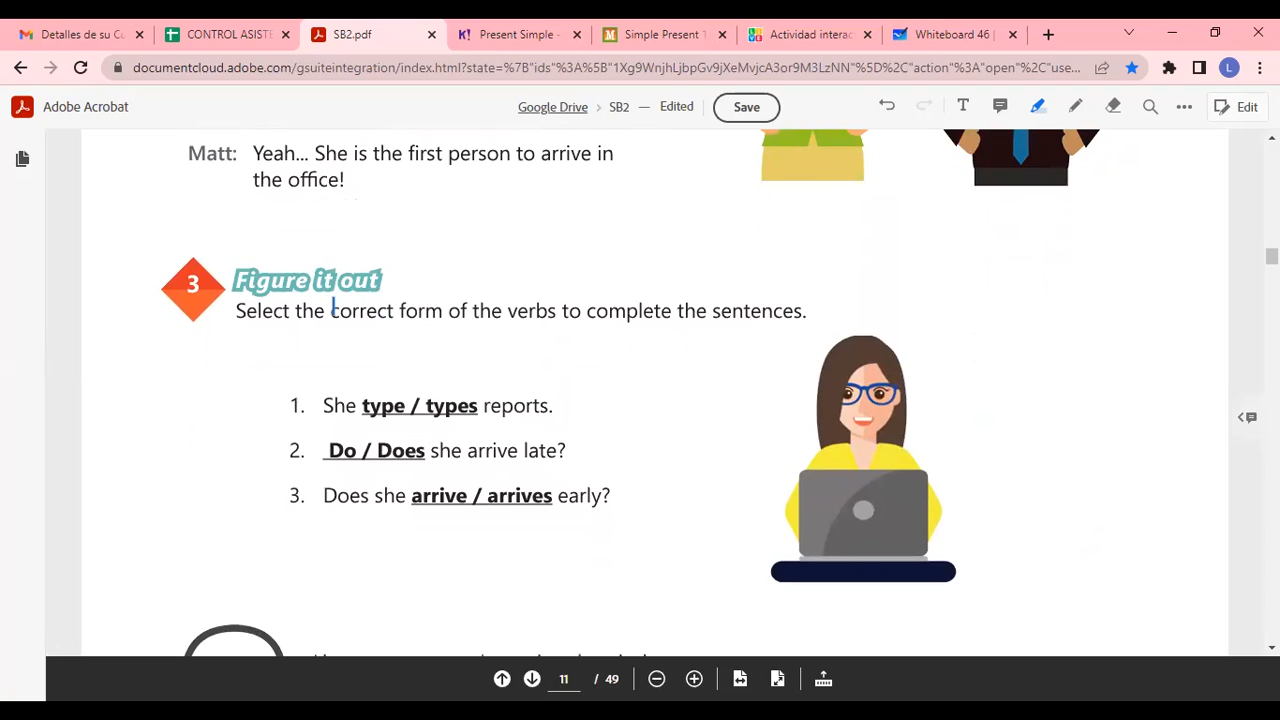 Detalles de su Cu
CONTROL ASISTE
SB2.pdf
Present Simple -
Simple Present T
Actividad interac
Whiteboard 46 |
documentcloud.adobe.com/gsuiteintegration/index.html?state=%7B"ids"%3A%5B"1Xg9WnjhLjbpGv9jXeMvjcA3or9M3LzNN"%5D%2C"action"%3A"open"%2C"use...
L
Adobe Acrobat
Google Drive > SB2 — Edited
Save
Edit
Matt: Yeah... She is the first person to arrive in
the office!
3
Figure it out
Select the correct form of the verbs to complete the sentences.
1. She type / types reports.
2. Do / Does she arrive late?
3. Does she arrive / arrives early?
11 / 49